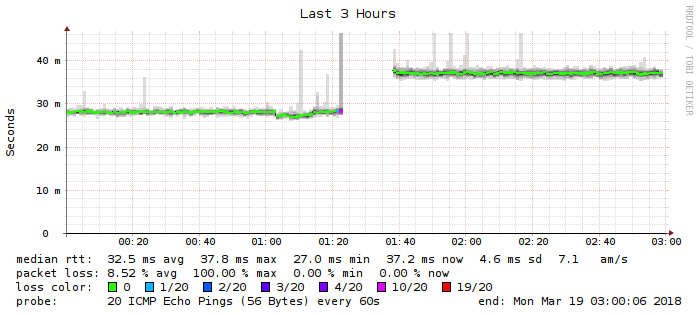 Last 3 Hours
RRDTOOL / TOBI OETIKER
Seconds
40 m
30 m
20 m
10 m
0
00:20 00:40 01:00 01:20 01:40 02:00 02:20 02:40 03:00
median rtt: 32.5 ms avg 37.8 ms max 27.0 ms min 37.2 ms now 4.6 ms sd 7.1 am/s
packet loss: 8.52 % avg 100.00 % max 0.00 % min 0.00 % now
loss color: 0 1/20 2/20 3/20 4/20 10/20 19/20
probe: 20 ICMP Echo Pings (56 Bytes) every 60s end: Mon Mar 19 03:00:06 2018